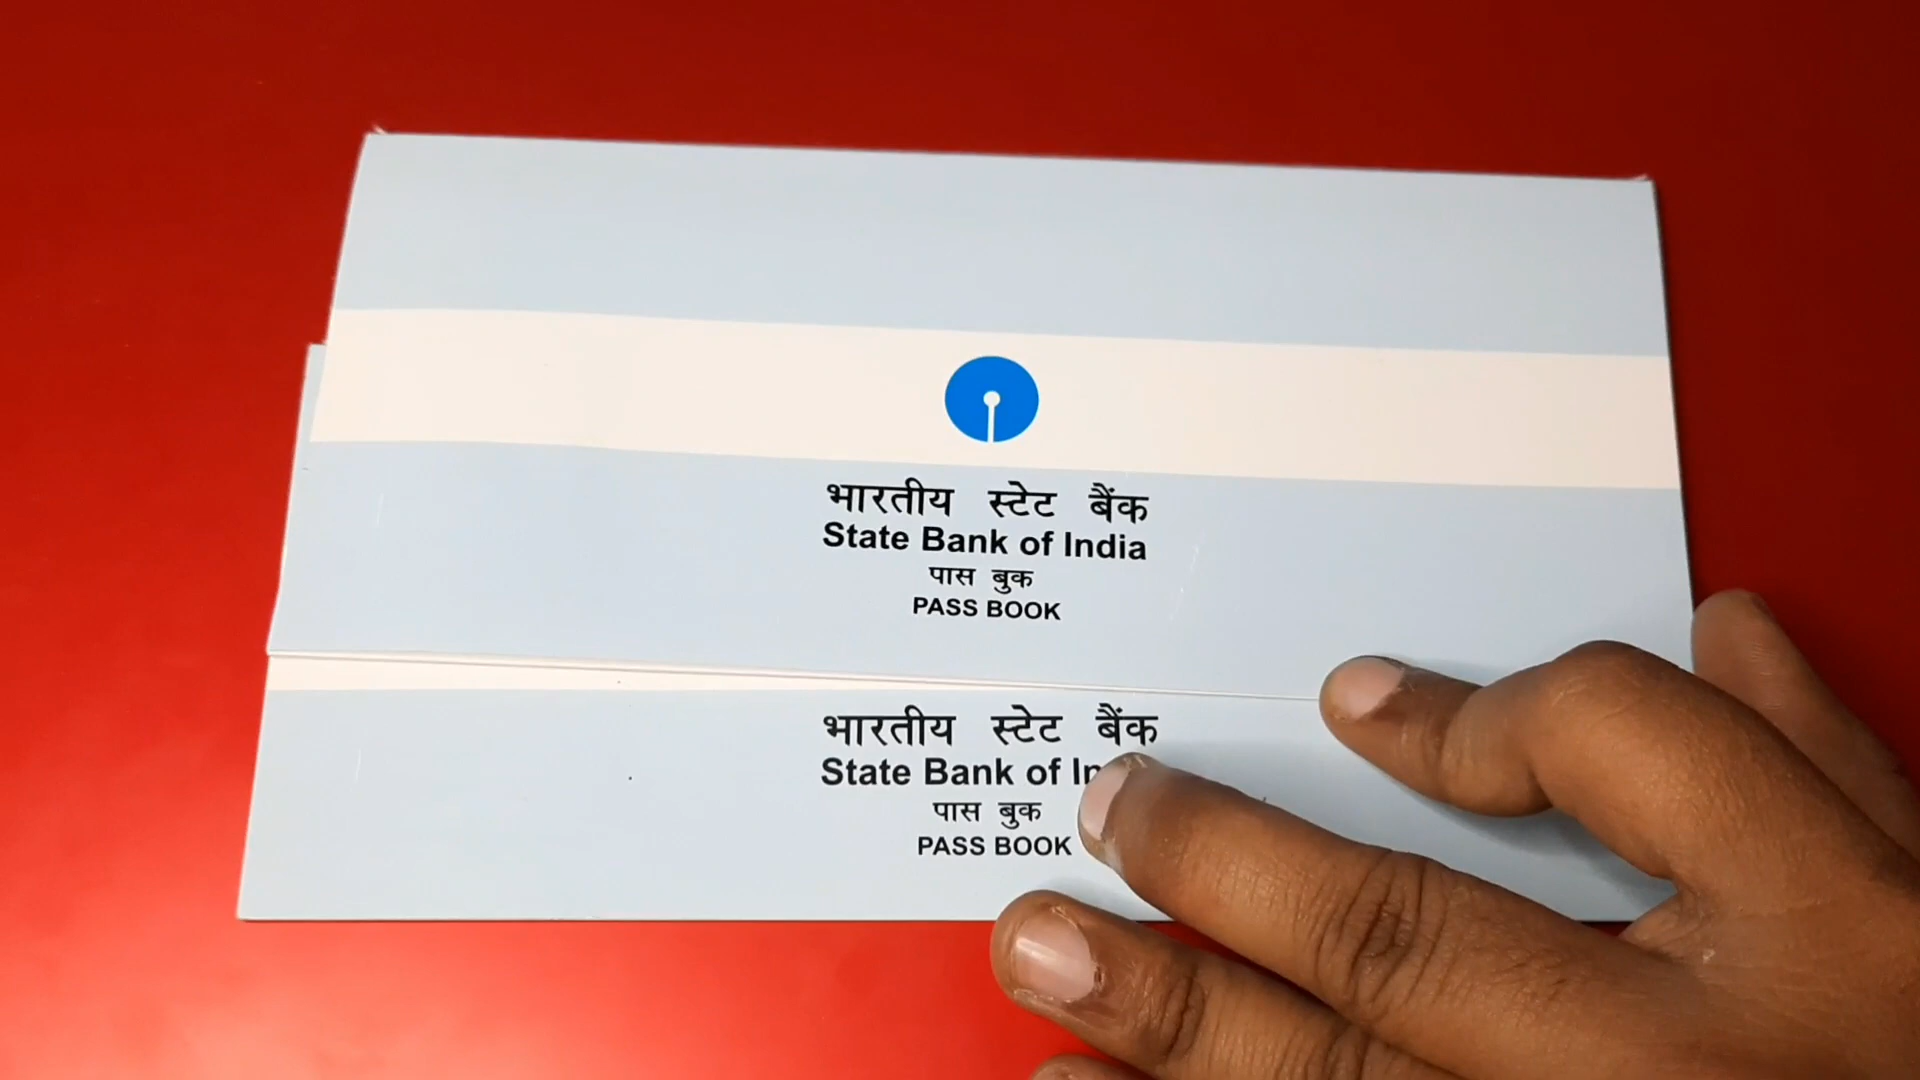 भारतीय स्टेट बैंक
State Bank of India
पास बुक
PASS BOOK
भारतीय स्टेट बैंक
State Bank of
पास बुक
PASS BOOK